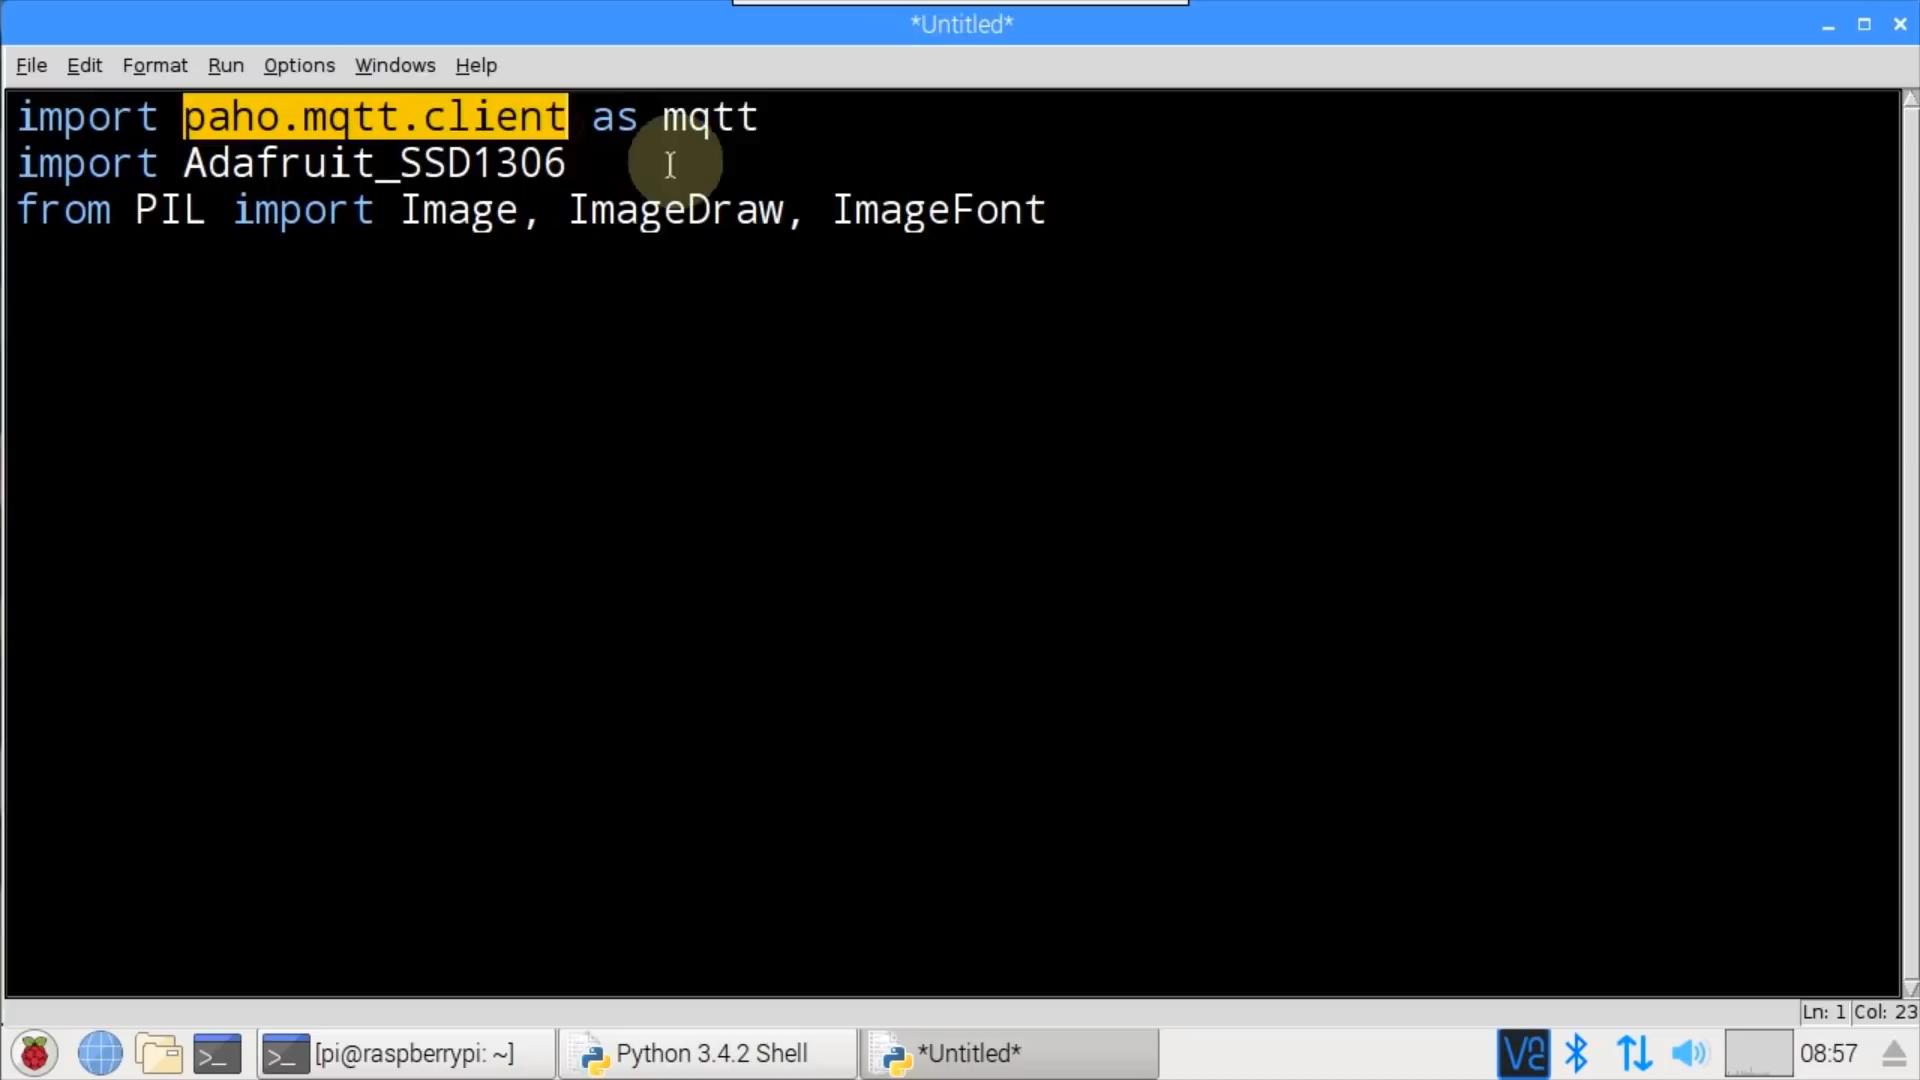 *Untitled*
File Edit Format Run Options Windows Help
import paho.mqtt.client as mqtt
import Adafruit_SSD1306
from PIL import Image, ImageDraw, ImageFont
Ln: 1 Col: 23
[pi@raspberrypi: ~] Python 3.4.2 Shell *Untitled* 08:57